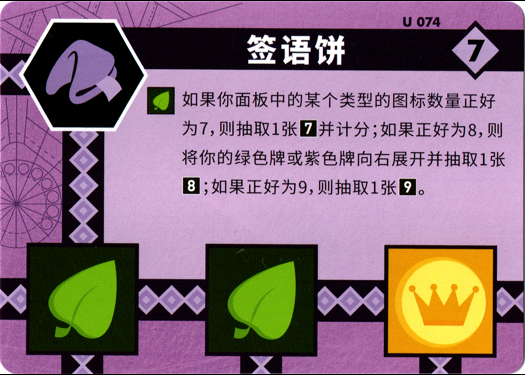 U 074
签语饼
7
如果你面板中的某个类型的图标数量正好
为7,则抽取1张7并计分;如果正好为8,则
将你的绿色牌或紫色牌向右展开并抽取1张
8;如果正好为9,则抽取1张9。